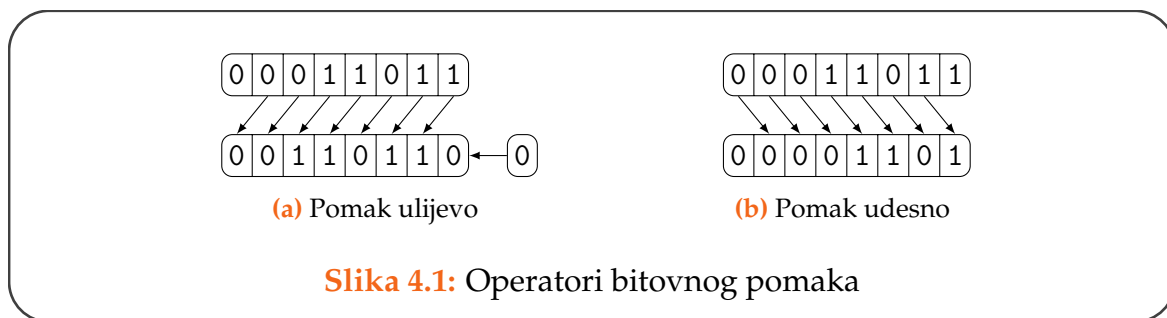 0 0 0 1 1 0 1 1
0 0 1 1 0 1 1 0 0
(a) Pomak ulijevo
0 0 0 1 1 0 1 1
0 0 0 0 1 1 0 1
(b) Pomak udesno
Slika 4.1: Operatori bitovnog pomaka